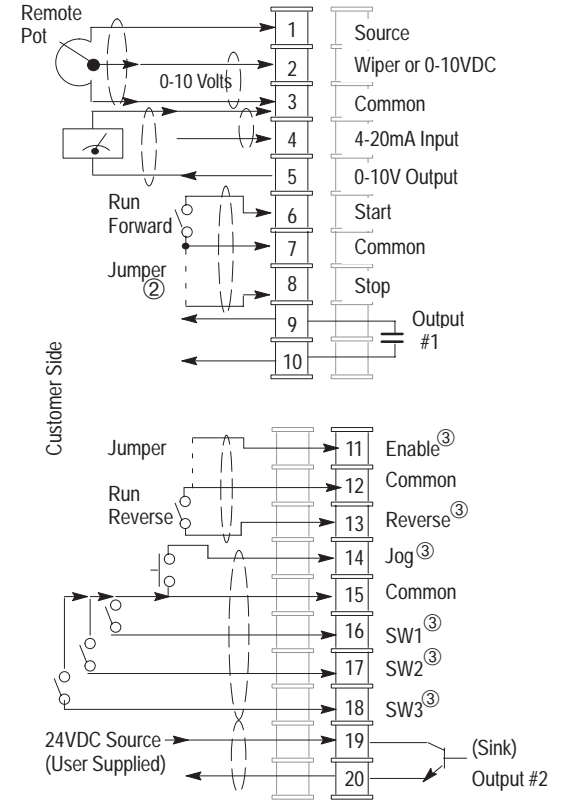 Remote
Pot
1 Source
0-10 Volts 2 Wiper or 0-10VDC
3 Common
4 4-20mA Input
5 0-10V Output
Run
Forward
6 Start
7 Common
Jumper
②
8 Stop
9 Output
#1
10
Customer Side
Jumper 11 Enable③
12 Common
Run
Reverse
13 Reverse③
14 Jog③
15 Common
16 SW1③
17 SW2③
18 SW3③
24VDC Source
(User Supplied)
19 (Sink)
20 Output #2